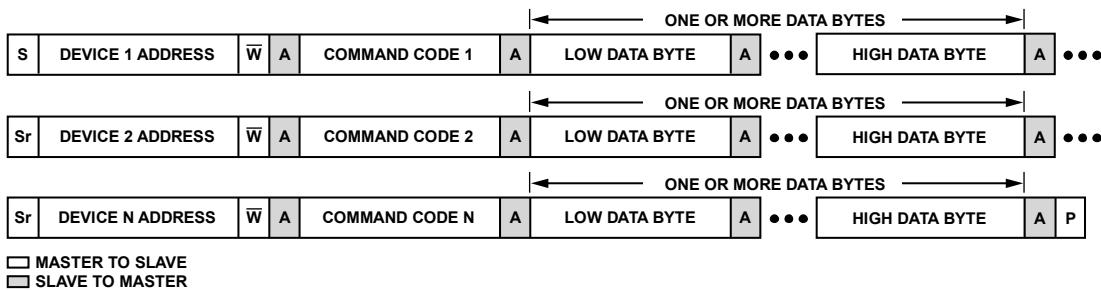 ONE OR MORE DATA BYTES
S DEVICE 1 ADDRESS W̅ A COMMAND CODE 1 A LOW DATA BYTE A ••• HIGH DATA BYTE A •••
ONE OR MORE DATA BYTES
Sr DEVICE 2 ADDRESS W̅ A COMMAND CODE 2 A LOW DATA BYTE A ••• HIGH DATA BYTE A •••
ONE OR MORE DATA BYTES
Sr DEVICE N ADDRESS W̅ A COMMAND CODE N A LOW DATA BYTE A ••• HIGH DATA BYTE A P
MASTER TO SLAVE
SLAVE TO MASTER